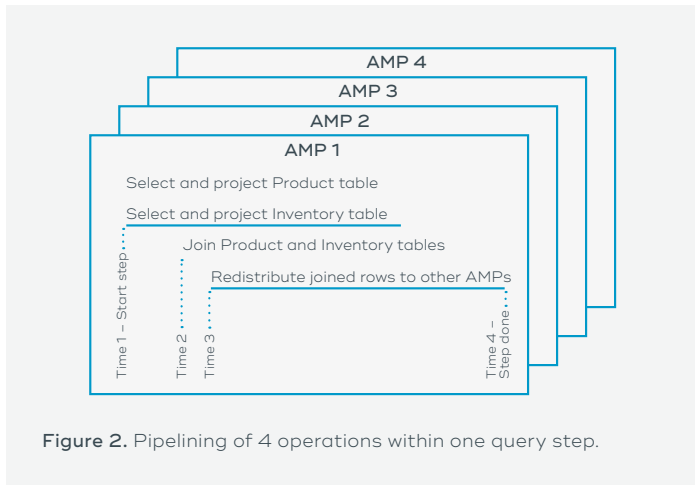 AMP 4
AMP 3
AMP 2
AMP 1
Select and project Product table
Select and project Inventory table
Join Product and Inventory tables
Redistribute joined rows to other AMPs
Time 1 – Start step
Time 2
Time 3
Time 4 –
Step done
Figure 2. Pipelining of 4 operations within one query step.